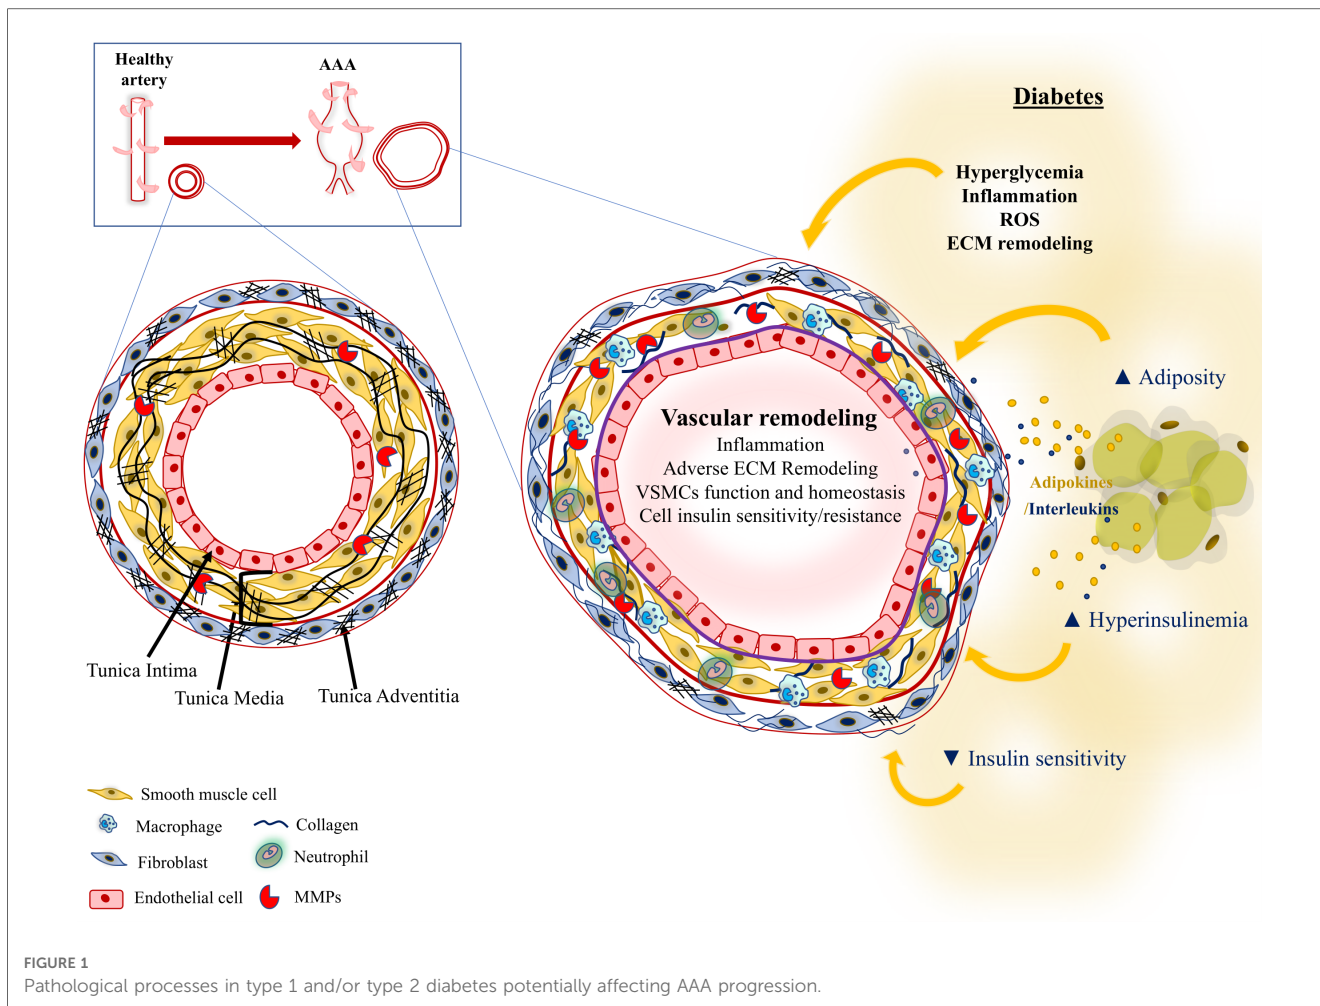 Healthy
artery
AAA
Diabetes
Hyperglycemia
Inflammation
ROS
ECM remodeling
▲ Adiposity
Vascular remodeling
Inflammation
Adverse ECM Remodeling
VSMCs function and homeostasis
Cell insulin sensitivity/resistance
Adipokines
/Interleukins
▲ Hyperinsulinemia
▼ Insulin sensitivity
Tunica Intima
Tunica Media
Tunica Adventitia
Smooth muscle cell
Macrophage
Collagen
Fibroblast
Neutrophil
Endothelial cell
MMPs
FIGURE 1
Pathological processes in type 1 and/or type 2 diabetes potentially affecting AAA progression.